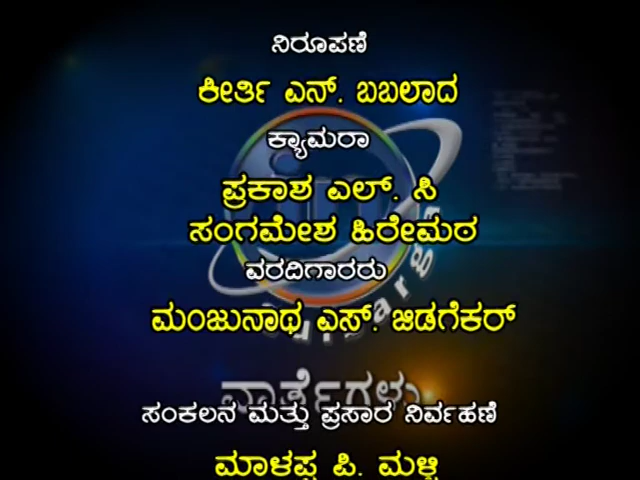 ನಿರೂಪಣೆ
ಕೀರ್ತಿ ಎನ್. ಬಬಲಾದ
ಕ್ಯಾಮರಾ
ಪ್ರಕಾಶ ಎಲ್. ಸಿ
ಸಂಗಮೇಶ ಹಿರೇಮಠ
ವರದಿಗಾರರು
ಮಂಜುನಾಥ ಎಸ್. ಜಿಡಗೆಕರ್
ವಾರ್ತೆಗಳು
ಸಂಕಲನ ಮತ್ತು ಪ್ರಸಾರ ನಿರ್ವಹಣೆ
ಮಾಳಪ್ಪ ಪಿ. ಮಳ್ಳಿ